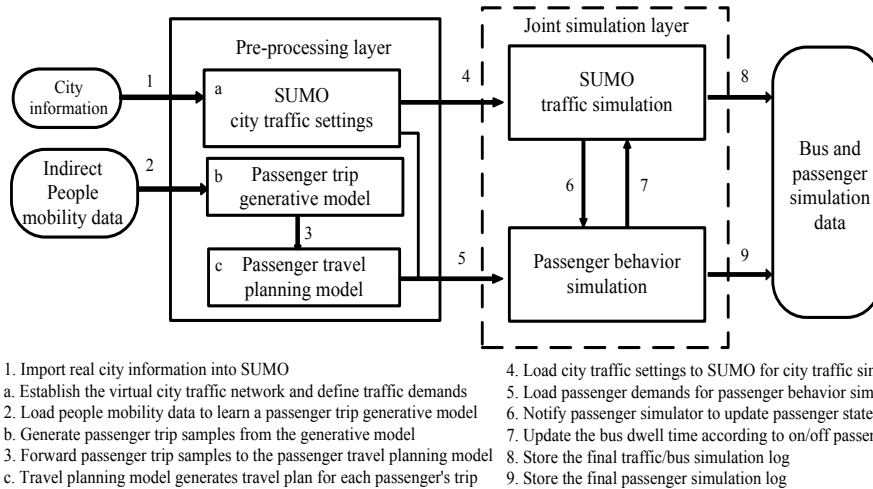 Pre-processing layer
Joint simulation layer
City
information
1
a
SUMO
city traffic settings
4
SUMO
traffic simulation
8
Indirect
People
mobility data
2
b
Passenger trip
generative model
3
c
Passenger travel
planning model
5
6
7
Passenger behavior
simulation
9
Bus and
passenger
simulation
data
1. Import real city information into SUMO
a. Establish the virtual city traffic network and define traffic demands
2. Load people mobility data to learn a passenger trip generative model
b. Generate passenger trip samples from the generative model
3. Forward passenger trip samples to the passenger travel planning model
c. Travel planning model generates travel plan for each passenger's trip
4. Load city traffic settings to SUMO for city traffic
5. Load passenger demands for passenger behavior
6. Notify passenger simulator to update passenger state
7. Update the bus dwell time according to on/off
8. Store the final traffic/bus simulation log
9. Store the final passenger simulation log